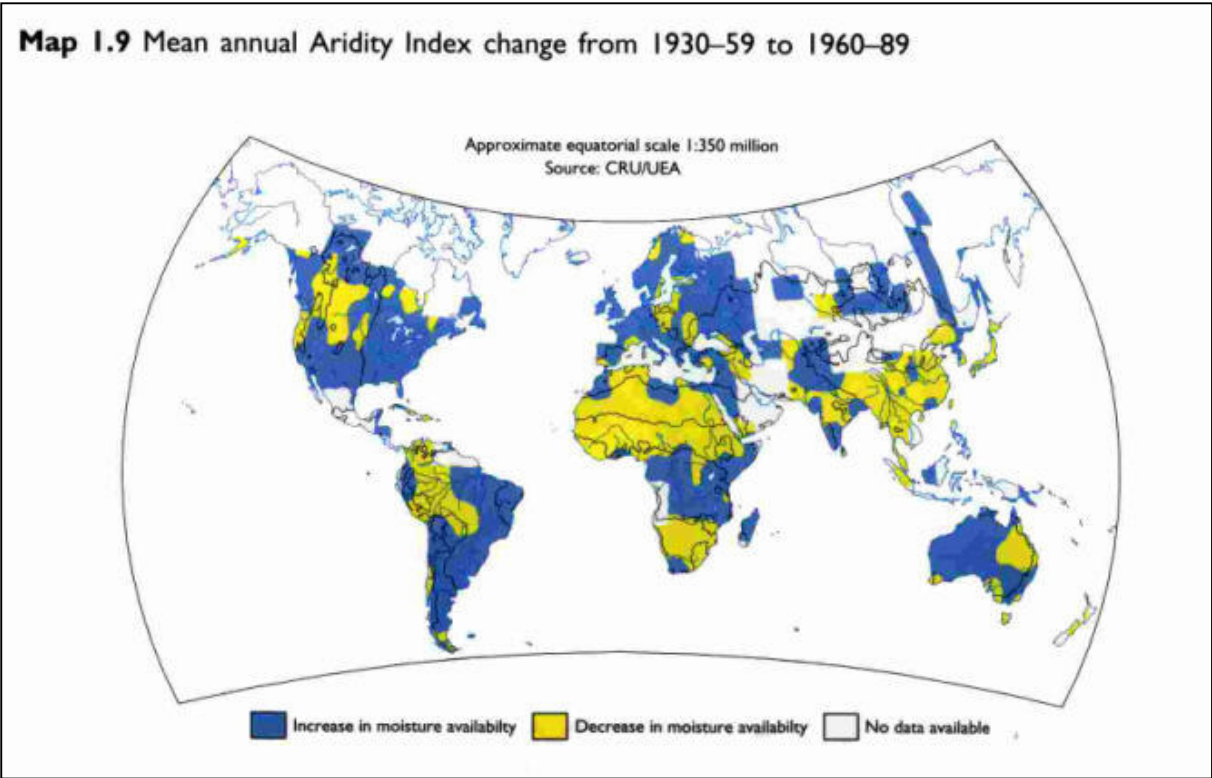 Map 1.9 Mean annual Aridity Index change from 1930–59 to 1960–89
Approximate equatorial scale 1:350 million
Source: CRU/UEA
Increase in moisture availabilty
Decrease in moisture availabilty
No data available